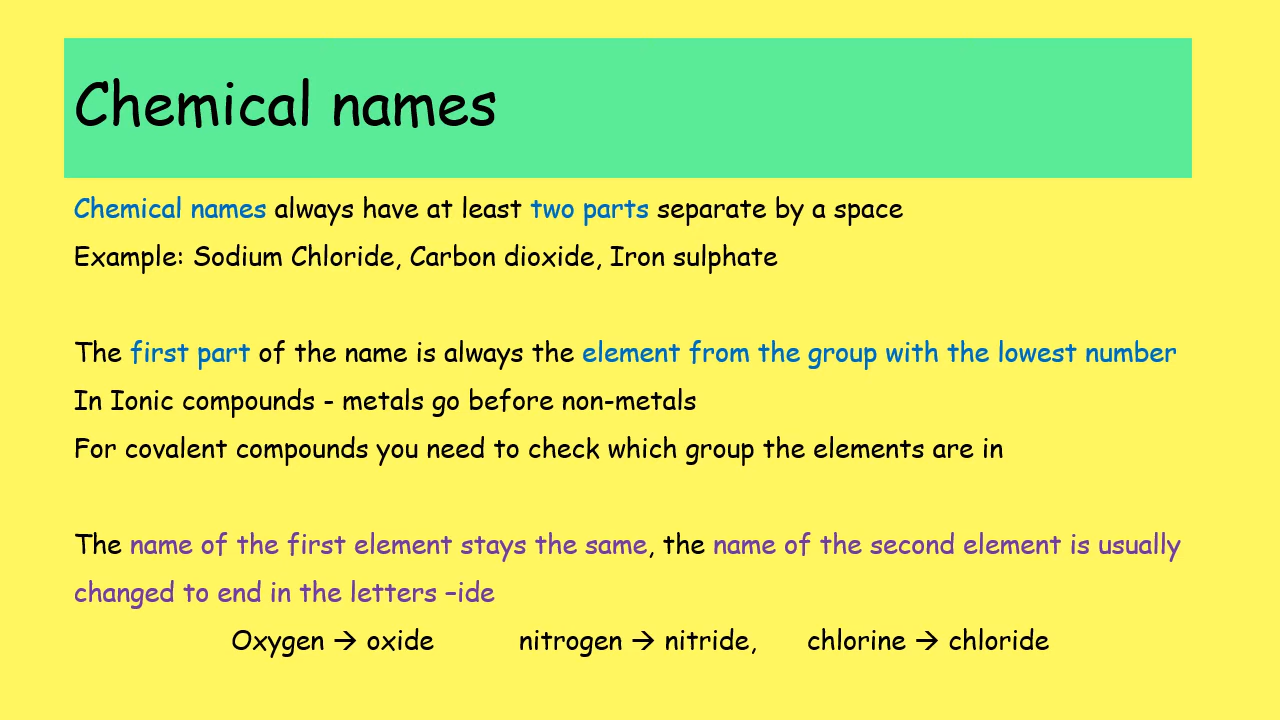 Chemical names
Chemical names always have at least two parts separate by a space
Example: Sodium Chloride, Carbon dioxide, Iron sulphate
The first part of the name is always the element from the group with the lowest number
In Ionic compounds - metals go before non-metals
For covalent compounds you need to check which group the elements are in
The name of the first element stays the same, the name of the second element is usually
changed to end in the letters –ide
Oxygen → oxide nitrogen → nitride, chlorine → chloride